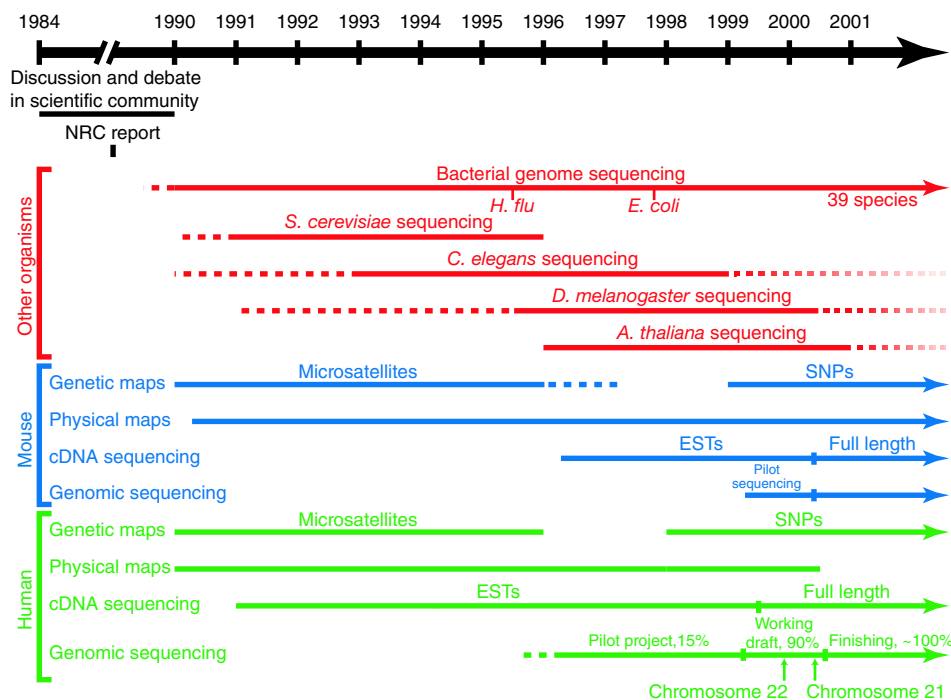 1984 1990 1991 1992 1993 1994 1995 1996 1997 1998 1999 2000 2001
Discussion and debate
in scientific community
NRC report
Other organisms
Bacterial genome sequencing
H. flu E. coli 39 species
S. cerevisiae sequencing
C. elegans sequencing
D. melanogaster sequencing
A. thaliana sequencing
Mouse
Genetic maps Microsatellites SNPs
Physical maps
cDNA sequencing ESTs Full length
Genomic sequencing Pilot
sequencing
Human
Genetic maps Microsatellites SNPs
Physical maps
cDNA sequencing ESTs Full length
Genomic sequencing Pilot project,15% Working
draft, 90% Finishing, ~100%
Chromosome 22 Chromosome 21